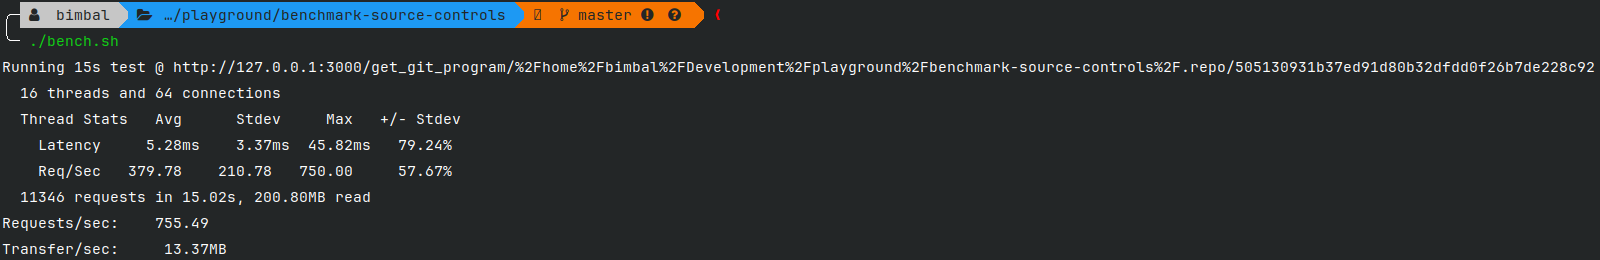 bimbal …/playground/benchmark-source-controls master
./bench.sh
Running 15s test @ http://127.0.0.1:3000/get_git_program/%2Fhome%2Fbimbal%2FDevelopment%2Fplayground%2Fbenchmark-source-controls%2F.repo/505130931b37ed91d80b32dfdd0f26b7de228c92
16 threads and 64 connections
Thread Stats Avg Stdev Max +/- Stdev
Latency 5.28ms 3.37ms 45.82ms 79.24%
Req/Sec 379.78 210.78 750.00 57.67%
11346 requests in 15.02s, 200.80MB read
Requests/sec: 755.49
Transfer/sec: 13.37MB